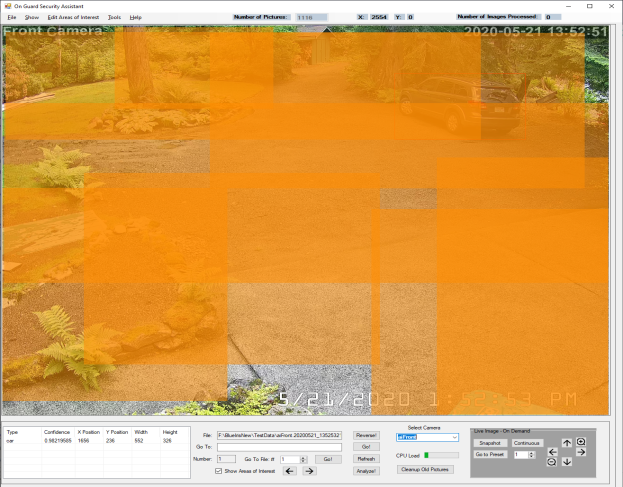 On Guard Security Assistant
File Show Edit Areas of Interest Tools Help Number of Pictures: 1116 X: 2554 Y: 0 Number of Images Processed: 0
Front Camera 2020-05-21 13:52:51
5/21/2020 1:52:53 PM
Type Confidence X Position Y Position Width Height
car 0.98219585 1656 236 552 326
File: F:\BlueIrisNew\TestData\aiFront.20200521_1352532 Reverse!
Go To: Go!
Number: 1 Go To File: # 1 Go! Refresh
Show Areas of Interest Analyze!
Select Camera
aiFront
CPU Load
Cleanup Old Pictures
Live Image - On Demand
Snapshot Continuous
Go to Preset 1